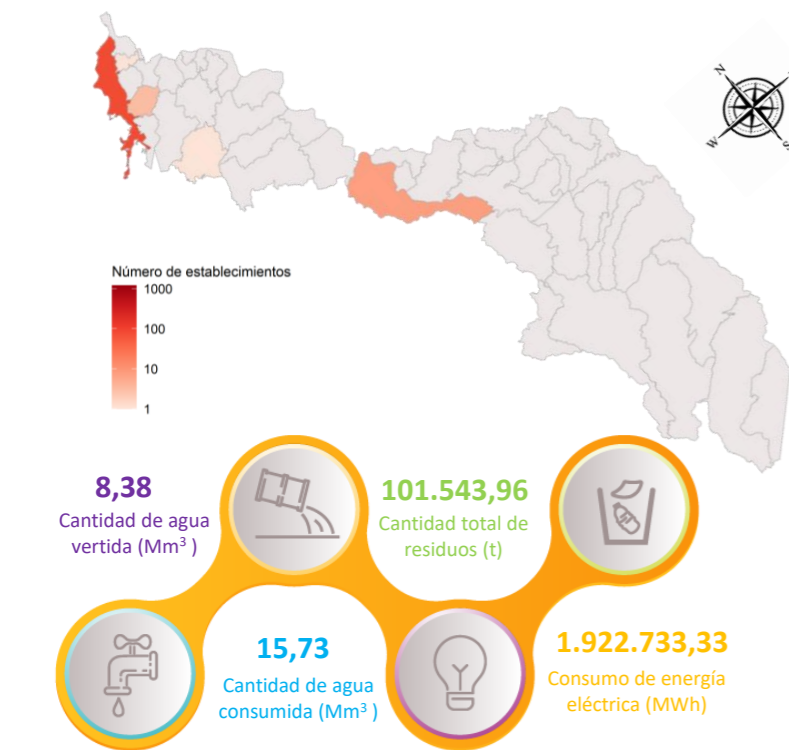 N
W
S
Número de establecimientos
1000
100
10
1
8,38
Cantidad de agua
vertida (Mm³ )
101.543,96
Cantidad total de
residuos (t)
15,73
Cantidad de agua
consumida (Mm³ )
1.922.733,33
Consumo de energía
eléctrica (MWh)